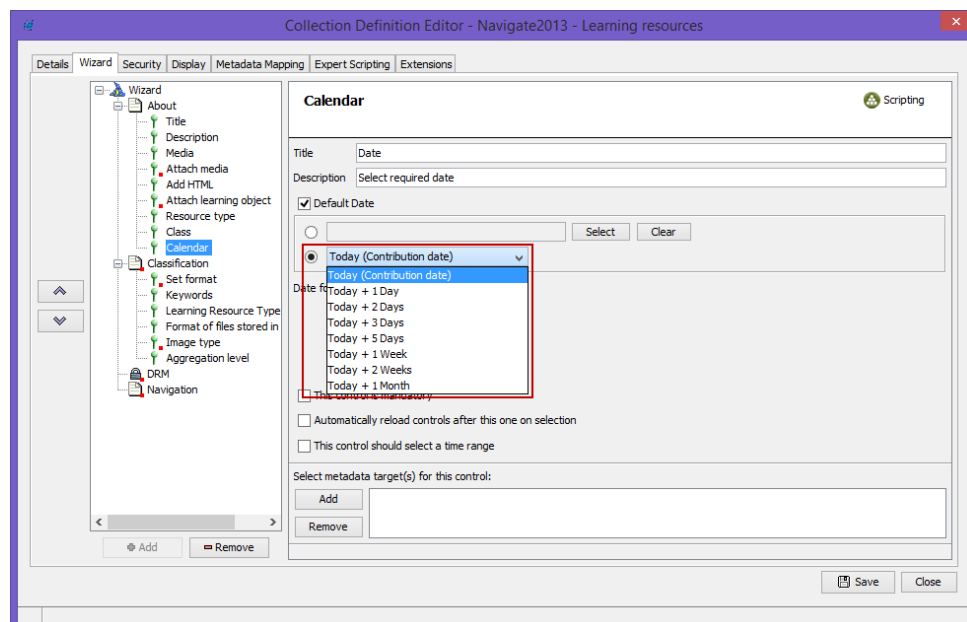 Collection Definition Editor - Navigate2013 - Learning resources
Details Wizard Security Display Metadata Mapping Expert Scripting Extensions
Wizard
About
Title
Description
Media
Attach media
Add HTML
Attach learning object
Resource type
Class
Calendar
Classification
Set format
Keywords
Learning Resource Type
Format of files stored in
Image type
Aggregation level
DRM
Navigation
Add Remove
Calendar
Scripting
Title Date
Description Select required date
Default Date
Select Clear
Today (Contribution date)
Today (Contribution date)
Date fo
Today + 1 Day
Today + 2 Days
Today + 3 Days
Today + 5 Days
Today + 1 Week
Today + 2 Weeks
Today + 1 Month
This control is mandatory
Automatically reload controls after this one on selection
This control should select a time range
Select metadata target(s) for this control:
Add
Remove
Save Close